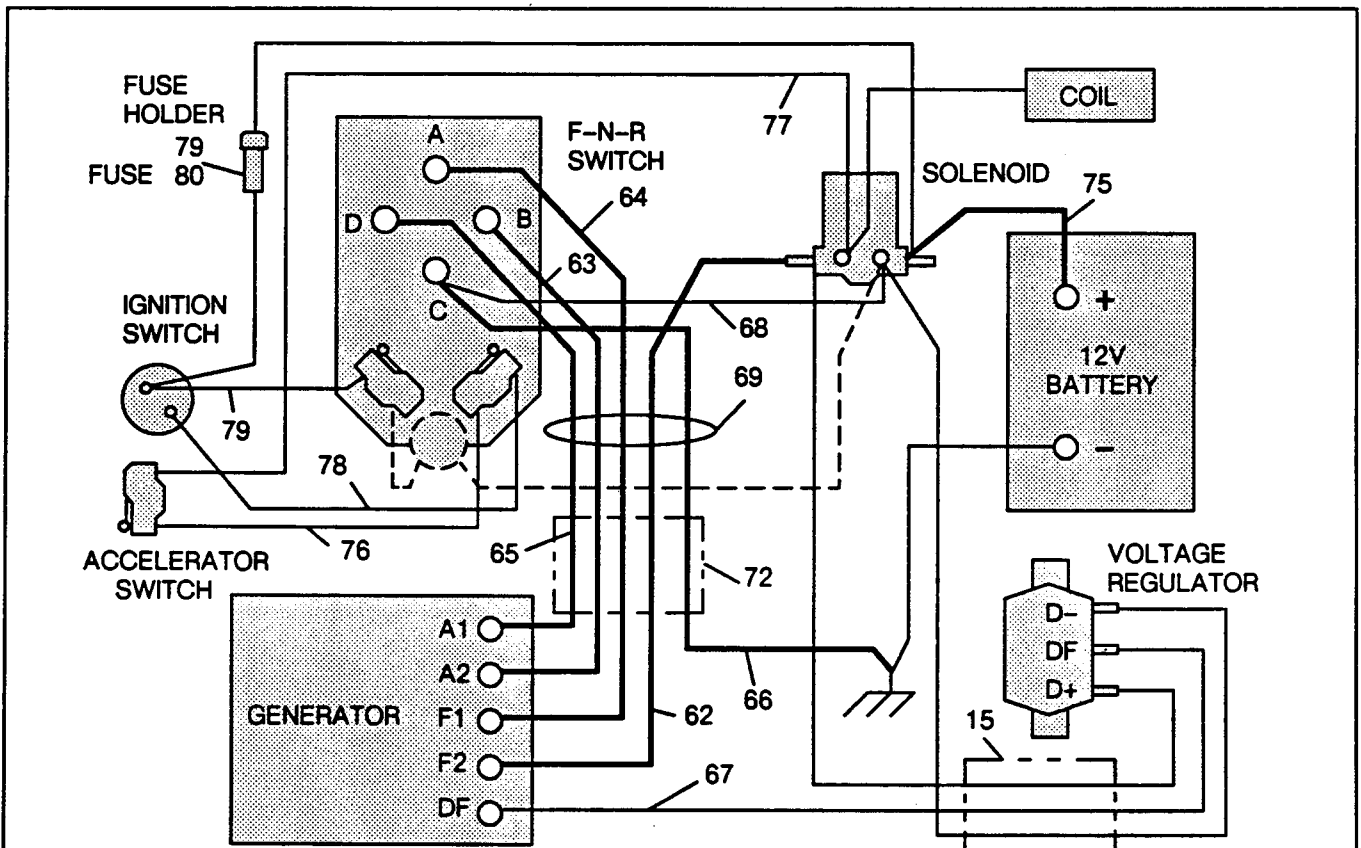 FUSE
HOLDER
79
FUSE 80
A
F-N-R
SWITCH
64
77
COIL
SOLENOID
75
D
B
63
C
68
IGNITION
SWITCH
79
+
12V
BATTERY
-
69
78
76
65
72
ACCELERATOR
SWITCH
VOLTAGE
REGULATOR
D-
DF
D+
A1
A2
GENERATOR
F1
F2
DF
66
62
15
67